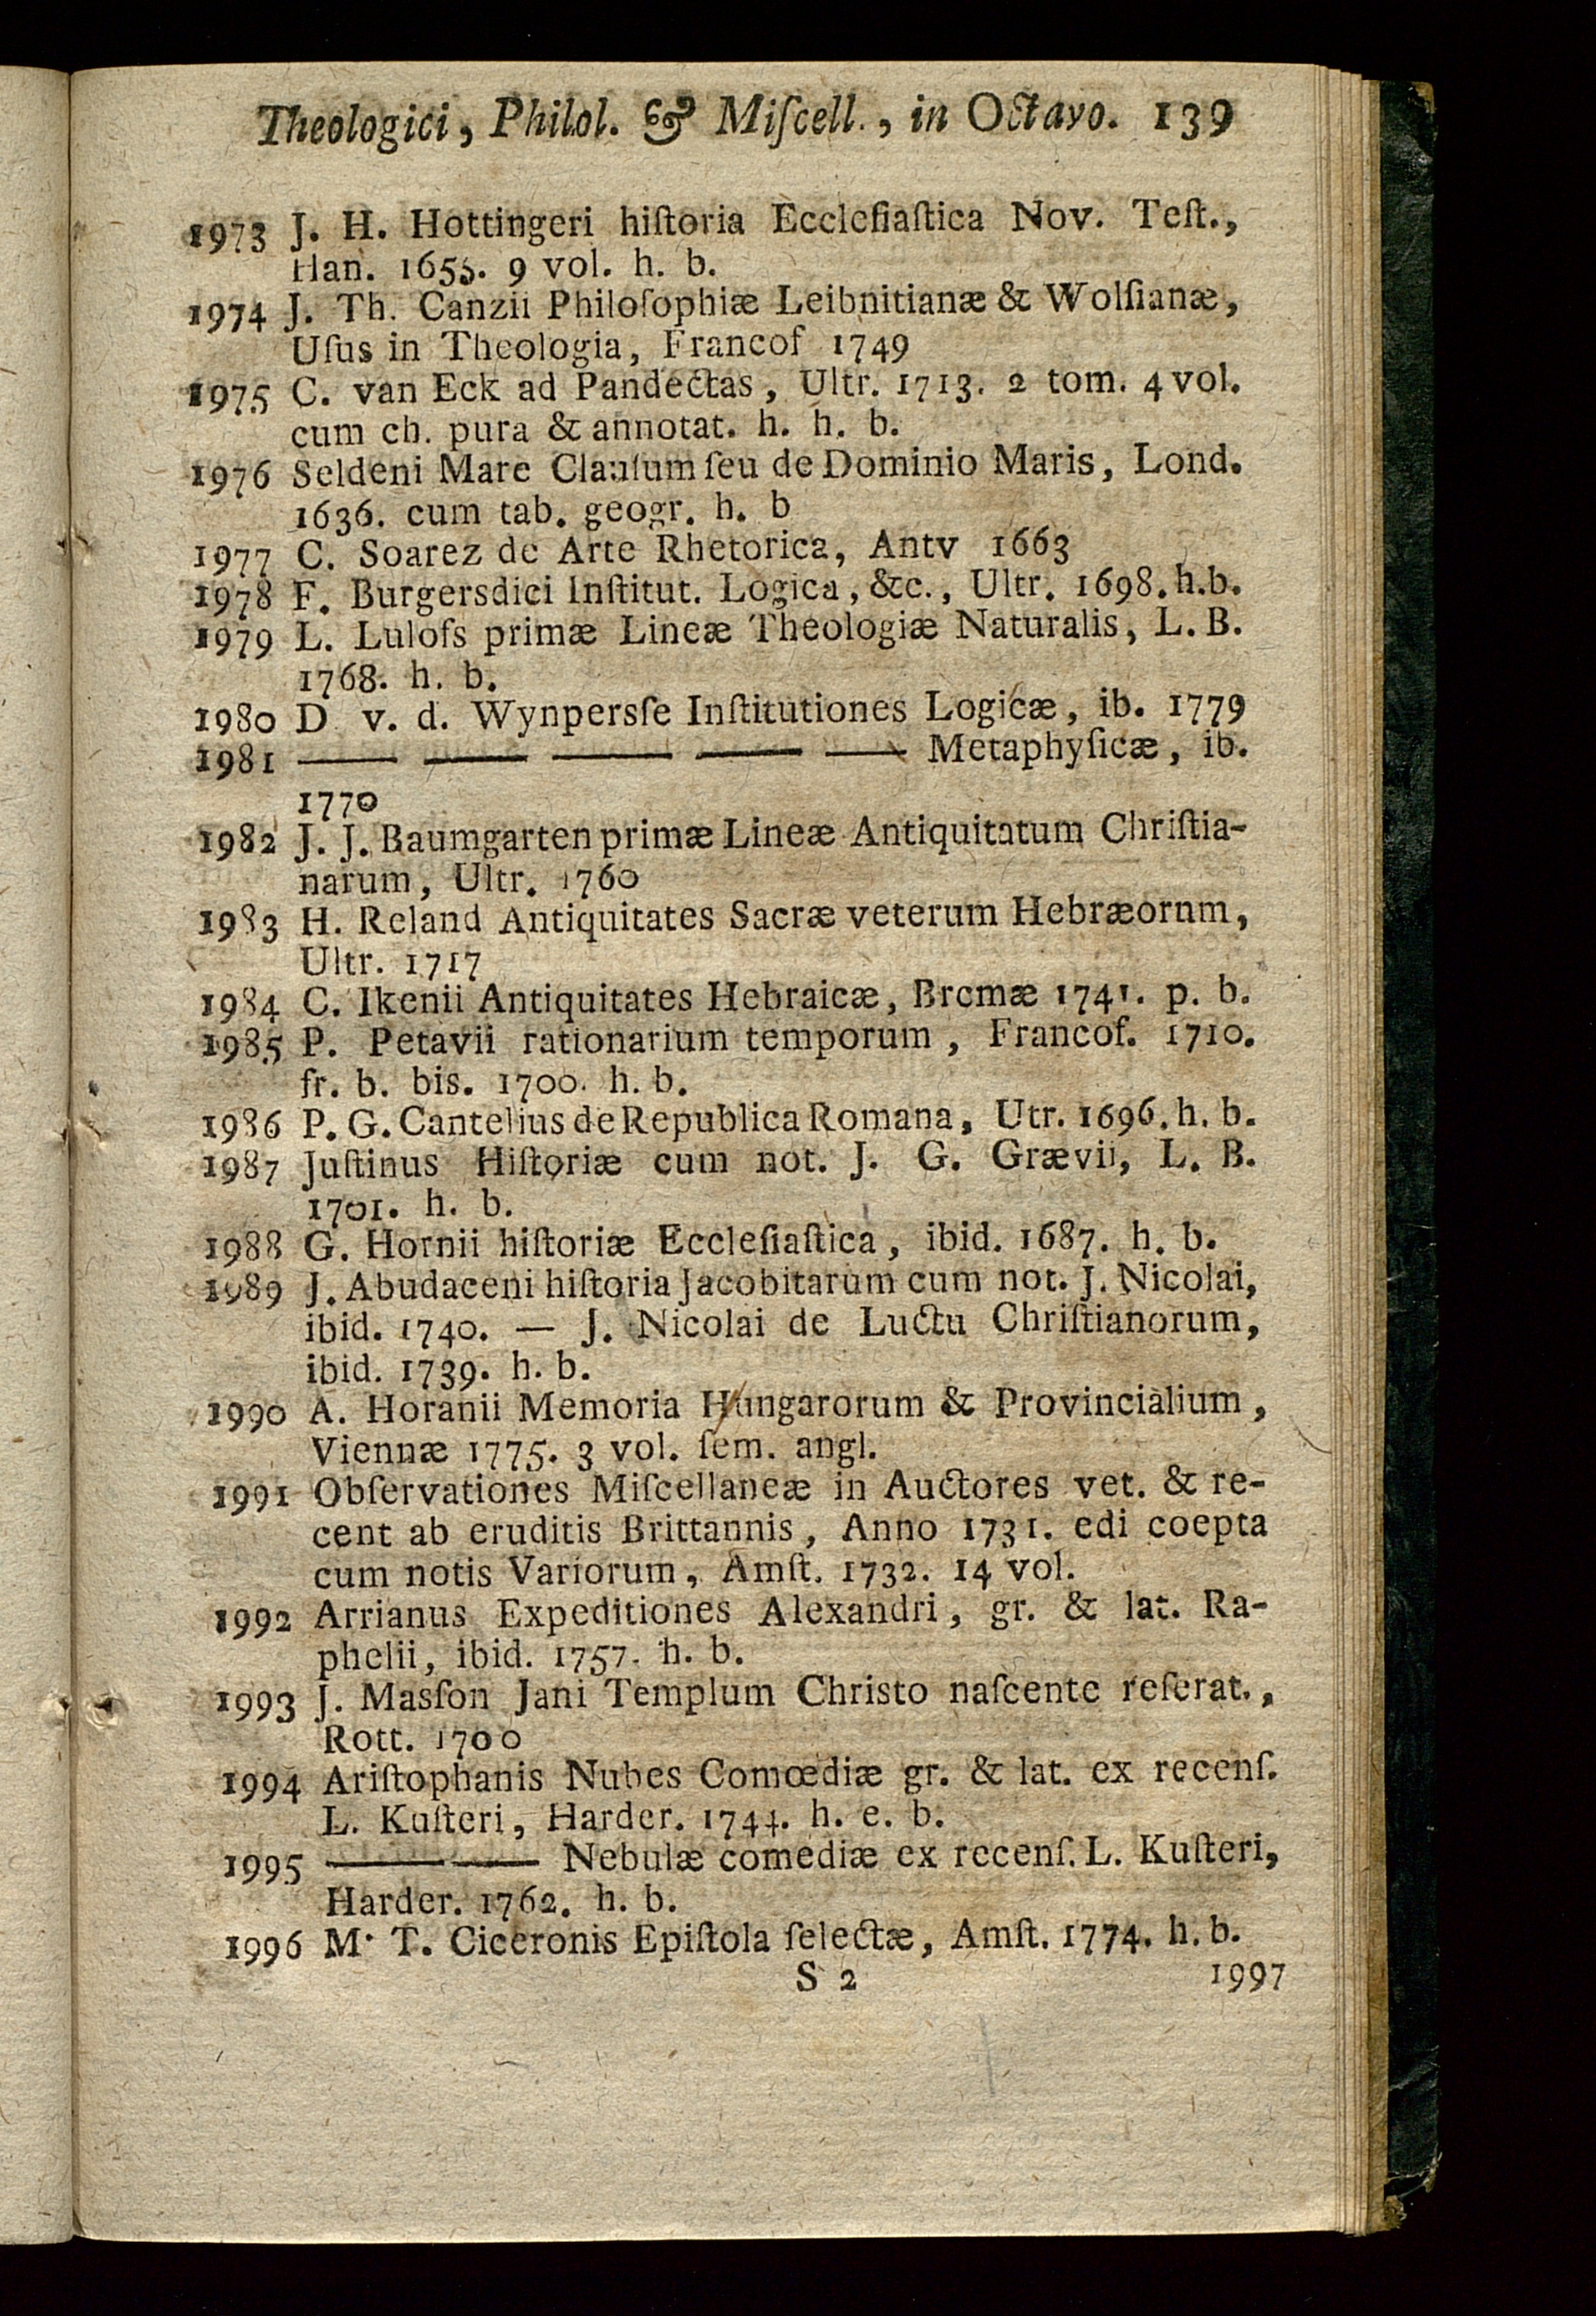 Theologici, Philol. & Miſcell., in Octavo. 139
1973 J. H. Hottingeri hiſtoria Eccleſiaſtica Nov. Teſt.,
Han. 1655. 9 vol. h. b.
1974 J. Th. Canzii Philoſophiæ Leibnitianæ & Wolſianæ,
Uſus in Theologia, Francof 1749
1975 C. van Eck ad Pandectas, Ultr. 1713. 2 tom. 4 vol.
cum ch. pura & annotat. h. h. b.
1976 Seldeni Mare Clauſum ſeu de Dominio Maris, Lond.
1636. cum tab. geogr. h. b
1977 C. Soarez de Arte Rhetorica, Antv 1663
1978 F. Burgersdici Inſtitut. Logica, &c., Ultr. 1698. h.b.
1979 L. Lulofs primæ Lineæ Theologiæ Naturalis, L. B.
1768. h. b.
1980 D v. d. Wynpersſe Inſtitutiones Logicæ, ib. 1779
1981 — — — — — Metaphyſicæ, ib.
1770
1982 J. J. Baumgarten primæ Lineæ Antiquitatum Chriſtia-
narum, Ultr. 1760
1983 H. Reland Antiquitates Sacræ veterum Hebræornm,
Ultr. 1717
1984 C. Ikenii Antiquitates Hebraicæ, Bremæ 1741. p. b.
1985 P. Petavii rationarium temporum, Francof. 1710.
fr. b. bis. 1700. h. b.
1986 P. G. Cantelius de Republica Romana, Utr. 1696. h. b.
1987 Juſtinus Hiſtoriæ cum not. J. G. Grævii, L. B.
1701. h. b.
1988 G. Hornii hiſtoriæ Eccleſiaſtica, ibid. 1687. h. b.
1989 J. Abudaceni hiſtoria Jacobitarum cum not. J. Nicolai,
ibid. 1740. — J. Nicolai de Luctu Chriſtianorum,
ibid. 1739. h. b.
1990 A. Horanii Memoria Hungarorum & Provincialium,
Viennæ 1775. 3 vol. ſem. angl.
1991 Obſervationes Miſcellaneæ in Auctores vet. & re-
cent ab eruditis Brittannis, Anno 1731. edi coepta
cum notis Variorum, Amſt. 1732. 14 vol.
1992 Arrianus Expeditiones Alexandri, gr. & lat. Ra-
phelii, ibid. 1757. h. b.
1993 J. Masſon Jani Templum Chriſto naſcente reſerat.,
Rott. 1700
1994 Ariſtophanis Nubes Comœdiæ gr. & lat. ex recenſ.
L. Kuſteri, Harder. 1744. h. e. b.
1995 — — Nebulæ comediæ ex recenſ. L. Kuſteri,
Harder. 1762. h. b.
1996 M. T. Ciceronis Epiſtola ſelectæ, Amſt. 1774. h. b.
S 2 1997